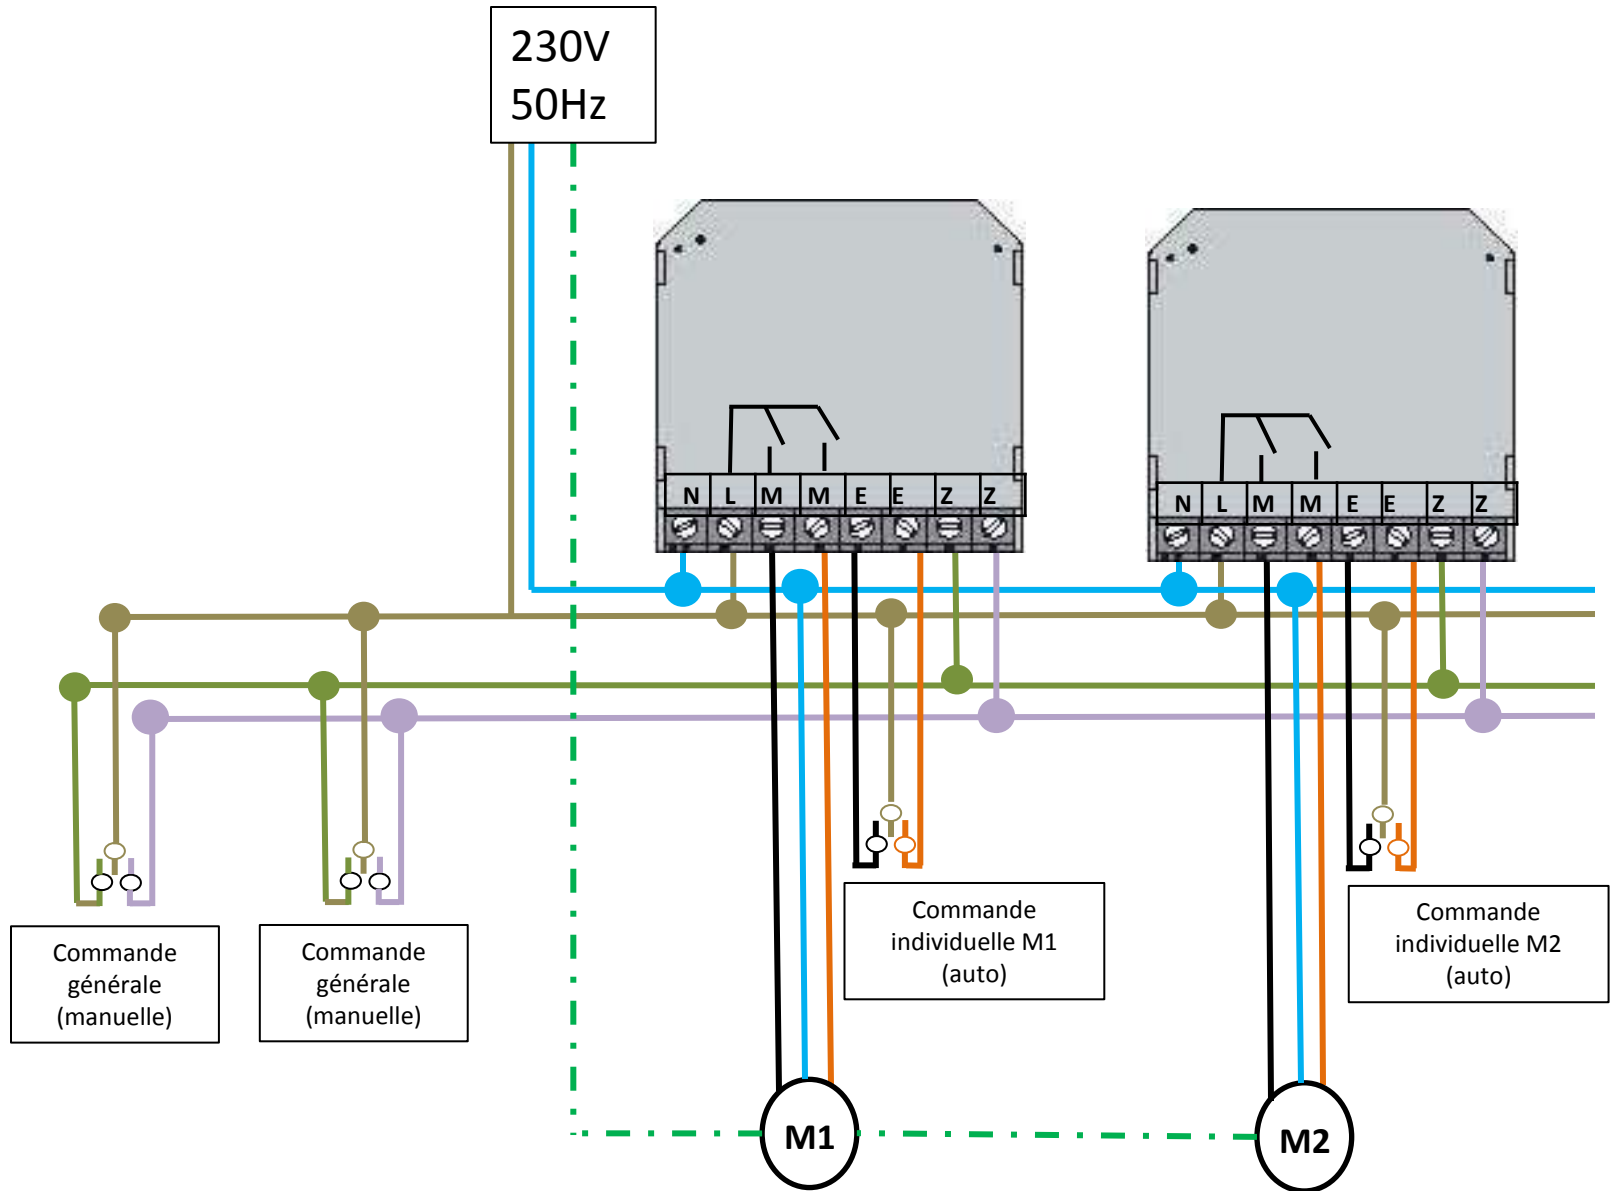 230V
50Hz
N L M M E E Z Z
N L M M E E Z Z
Commande
générale
(manuelle)
Commande
générale
(manuelle)
Commande
individuelle M1
(auto)
Commande
individuelle M2
(auto)
M1
M2